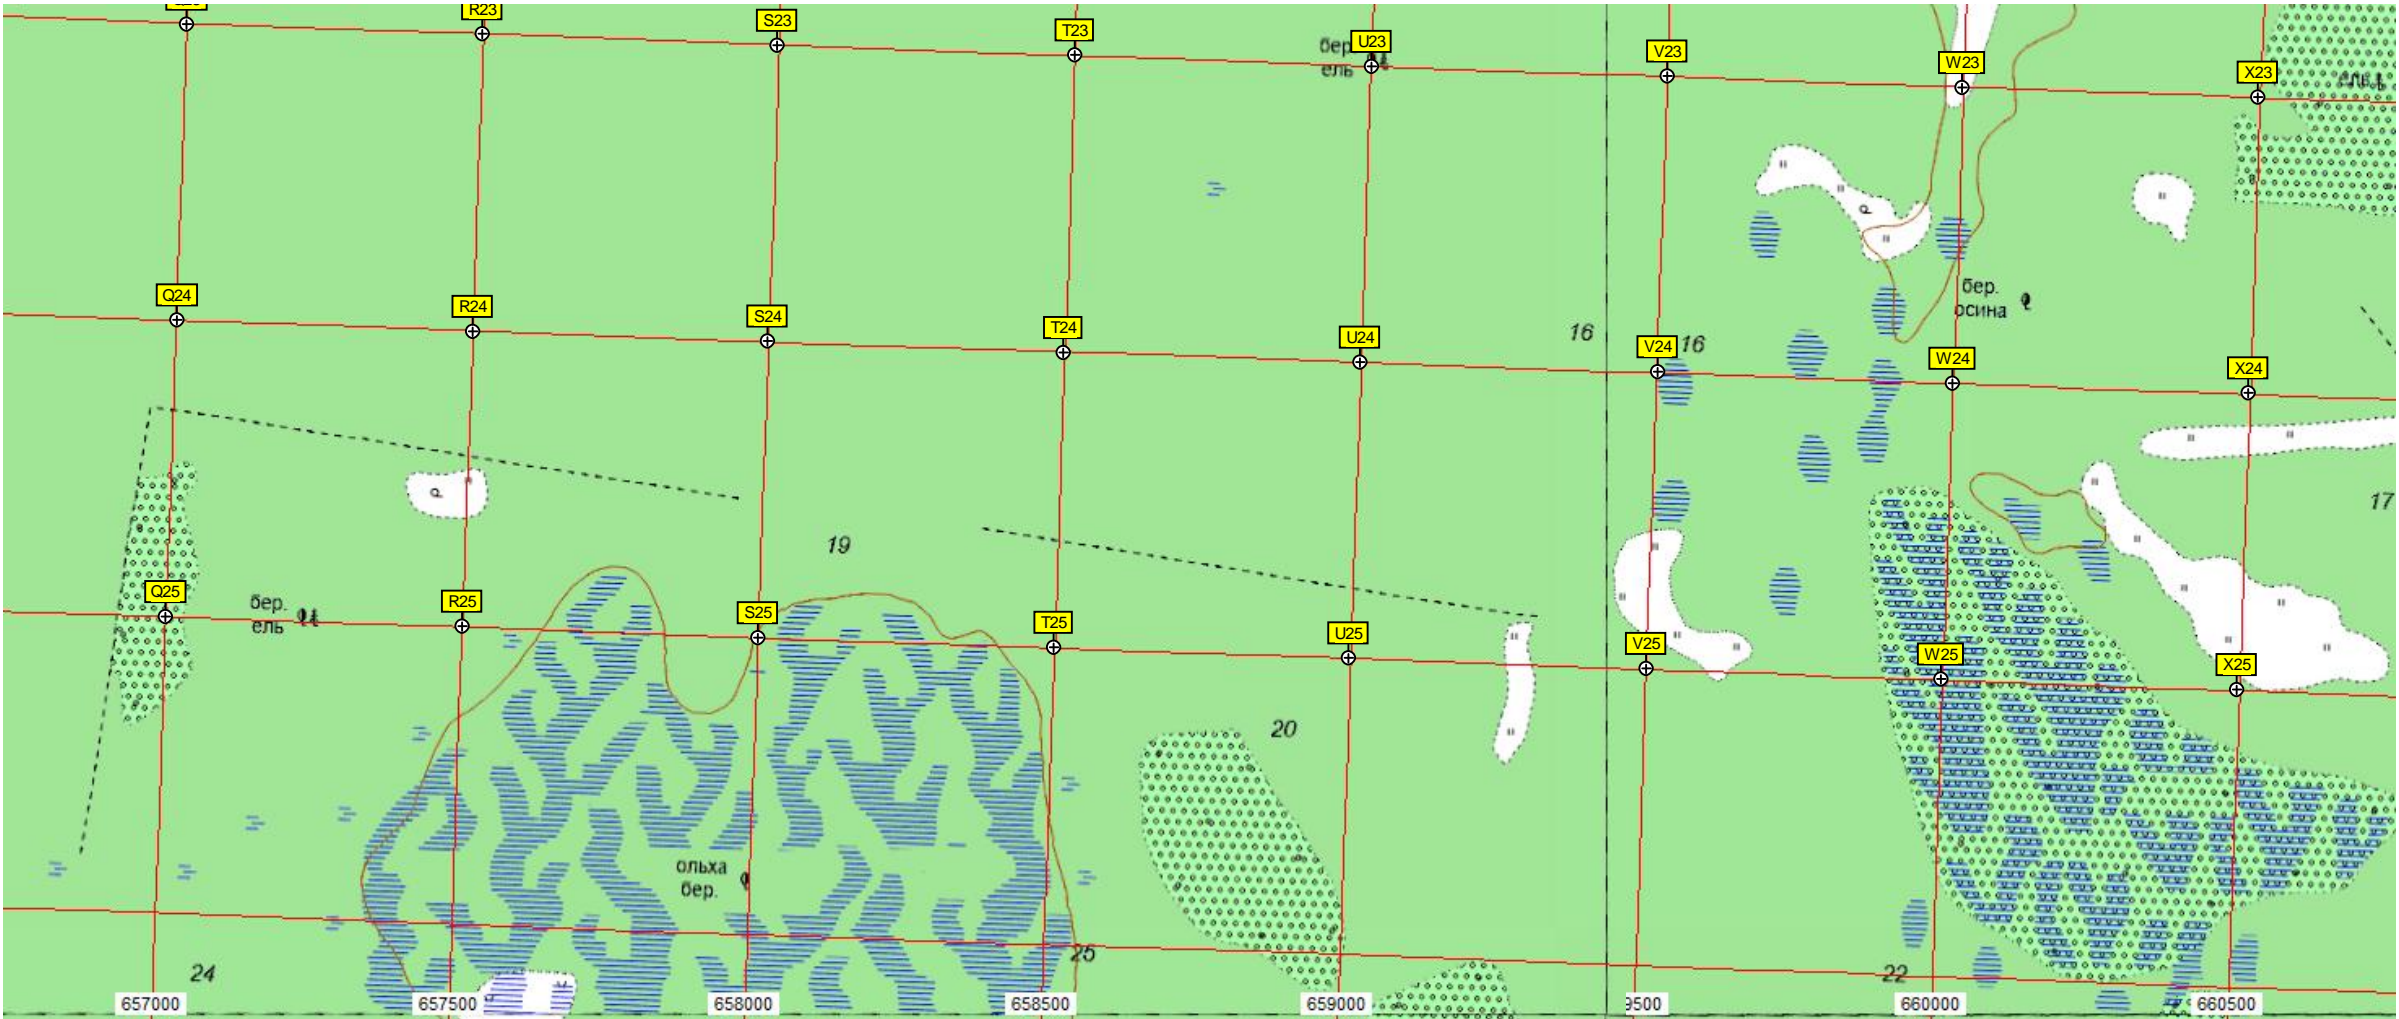 R23
S23
T23
U23
V23
W23
X23
бер.
ель
ель
Q24
R24
S24
T24
U24
V24
W24
X24
16
16
бер.
осина
17
19
Q25
R25
S25
T25
U25
V25
W25
X25
бер.
ель
20
ольха
бер.
24
25
22
657000
657500
658000
658500
659000
9500
660000
660500